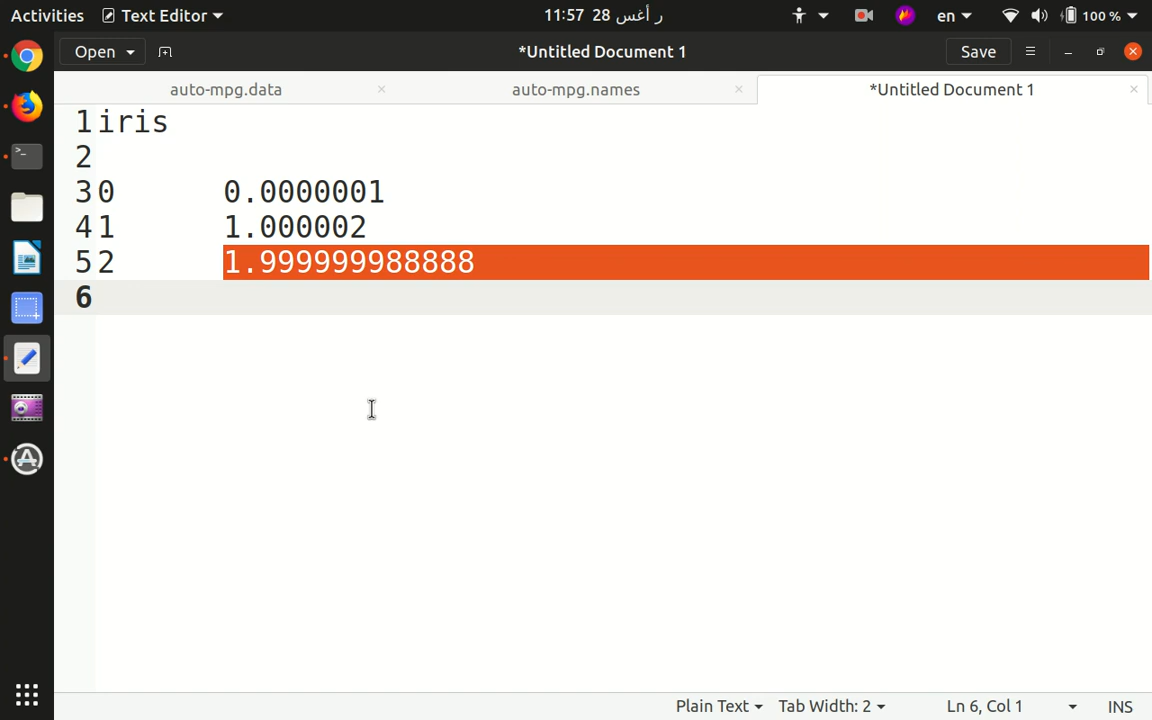 Activities Text Editor 11:57 28 ر أغس en 100 %
Open *Untitled Document 1 Save
auto-mpg.data auto-mpg.names *Untitled Document 1
1 iris
2
3 0 0.0000001
4 1 1.000002
5 2 1.999999988888
6
Plain Text Tab Width: 2 Ln 6, Col 1 INS